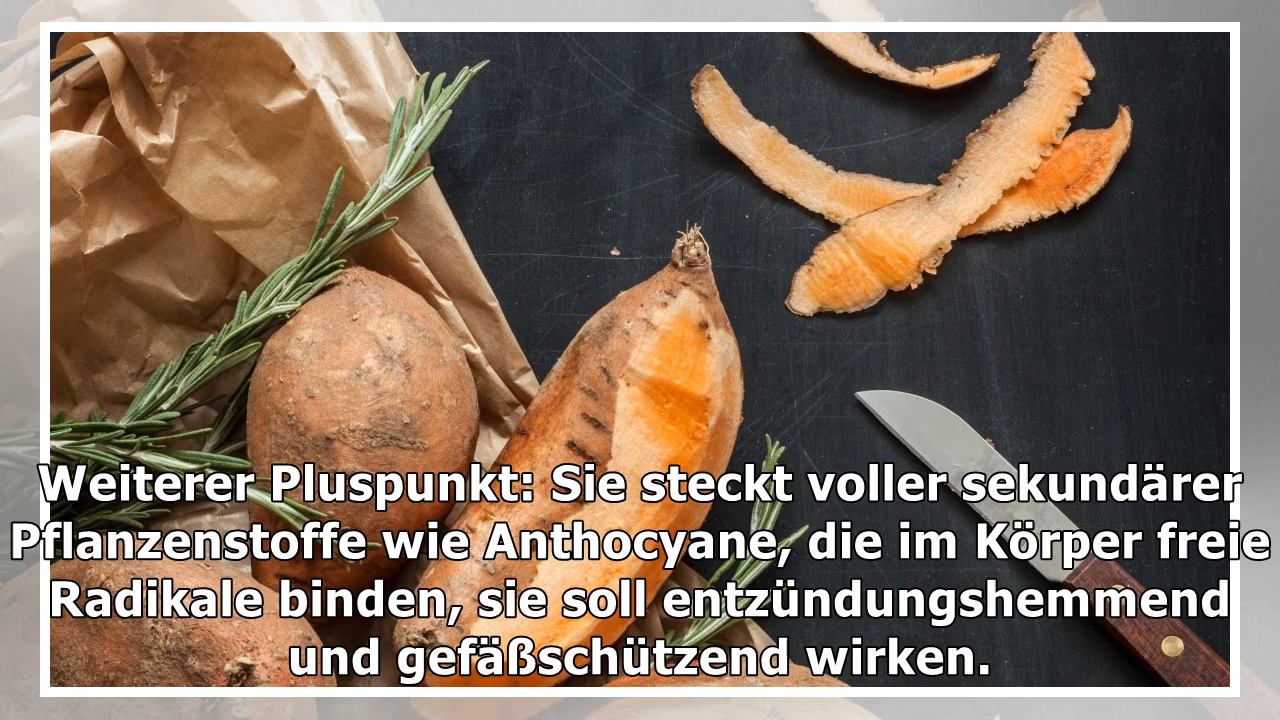 Weiterer Pluspunkt: Sie steckt voller sekundärer
Pflanzenstoffe wie Anthocyane, die im Körper freie
Radikale binden, sie soll entzündungshemmend
und gefäßschützend wirken.